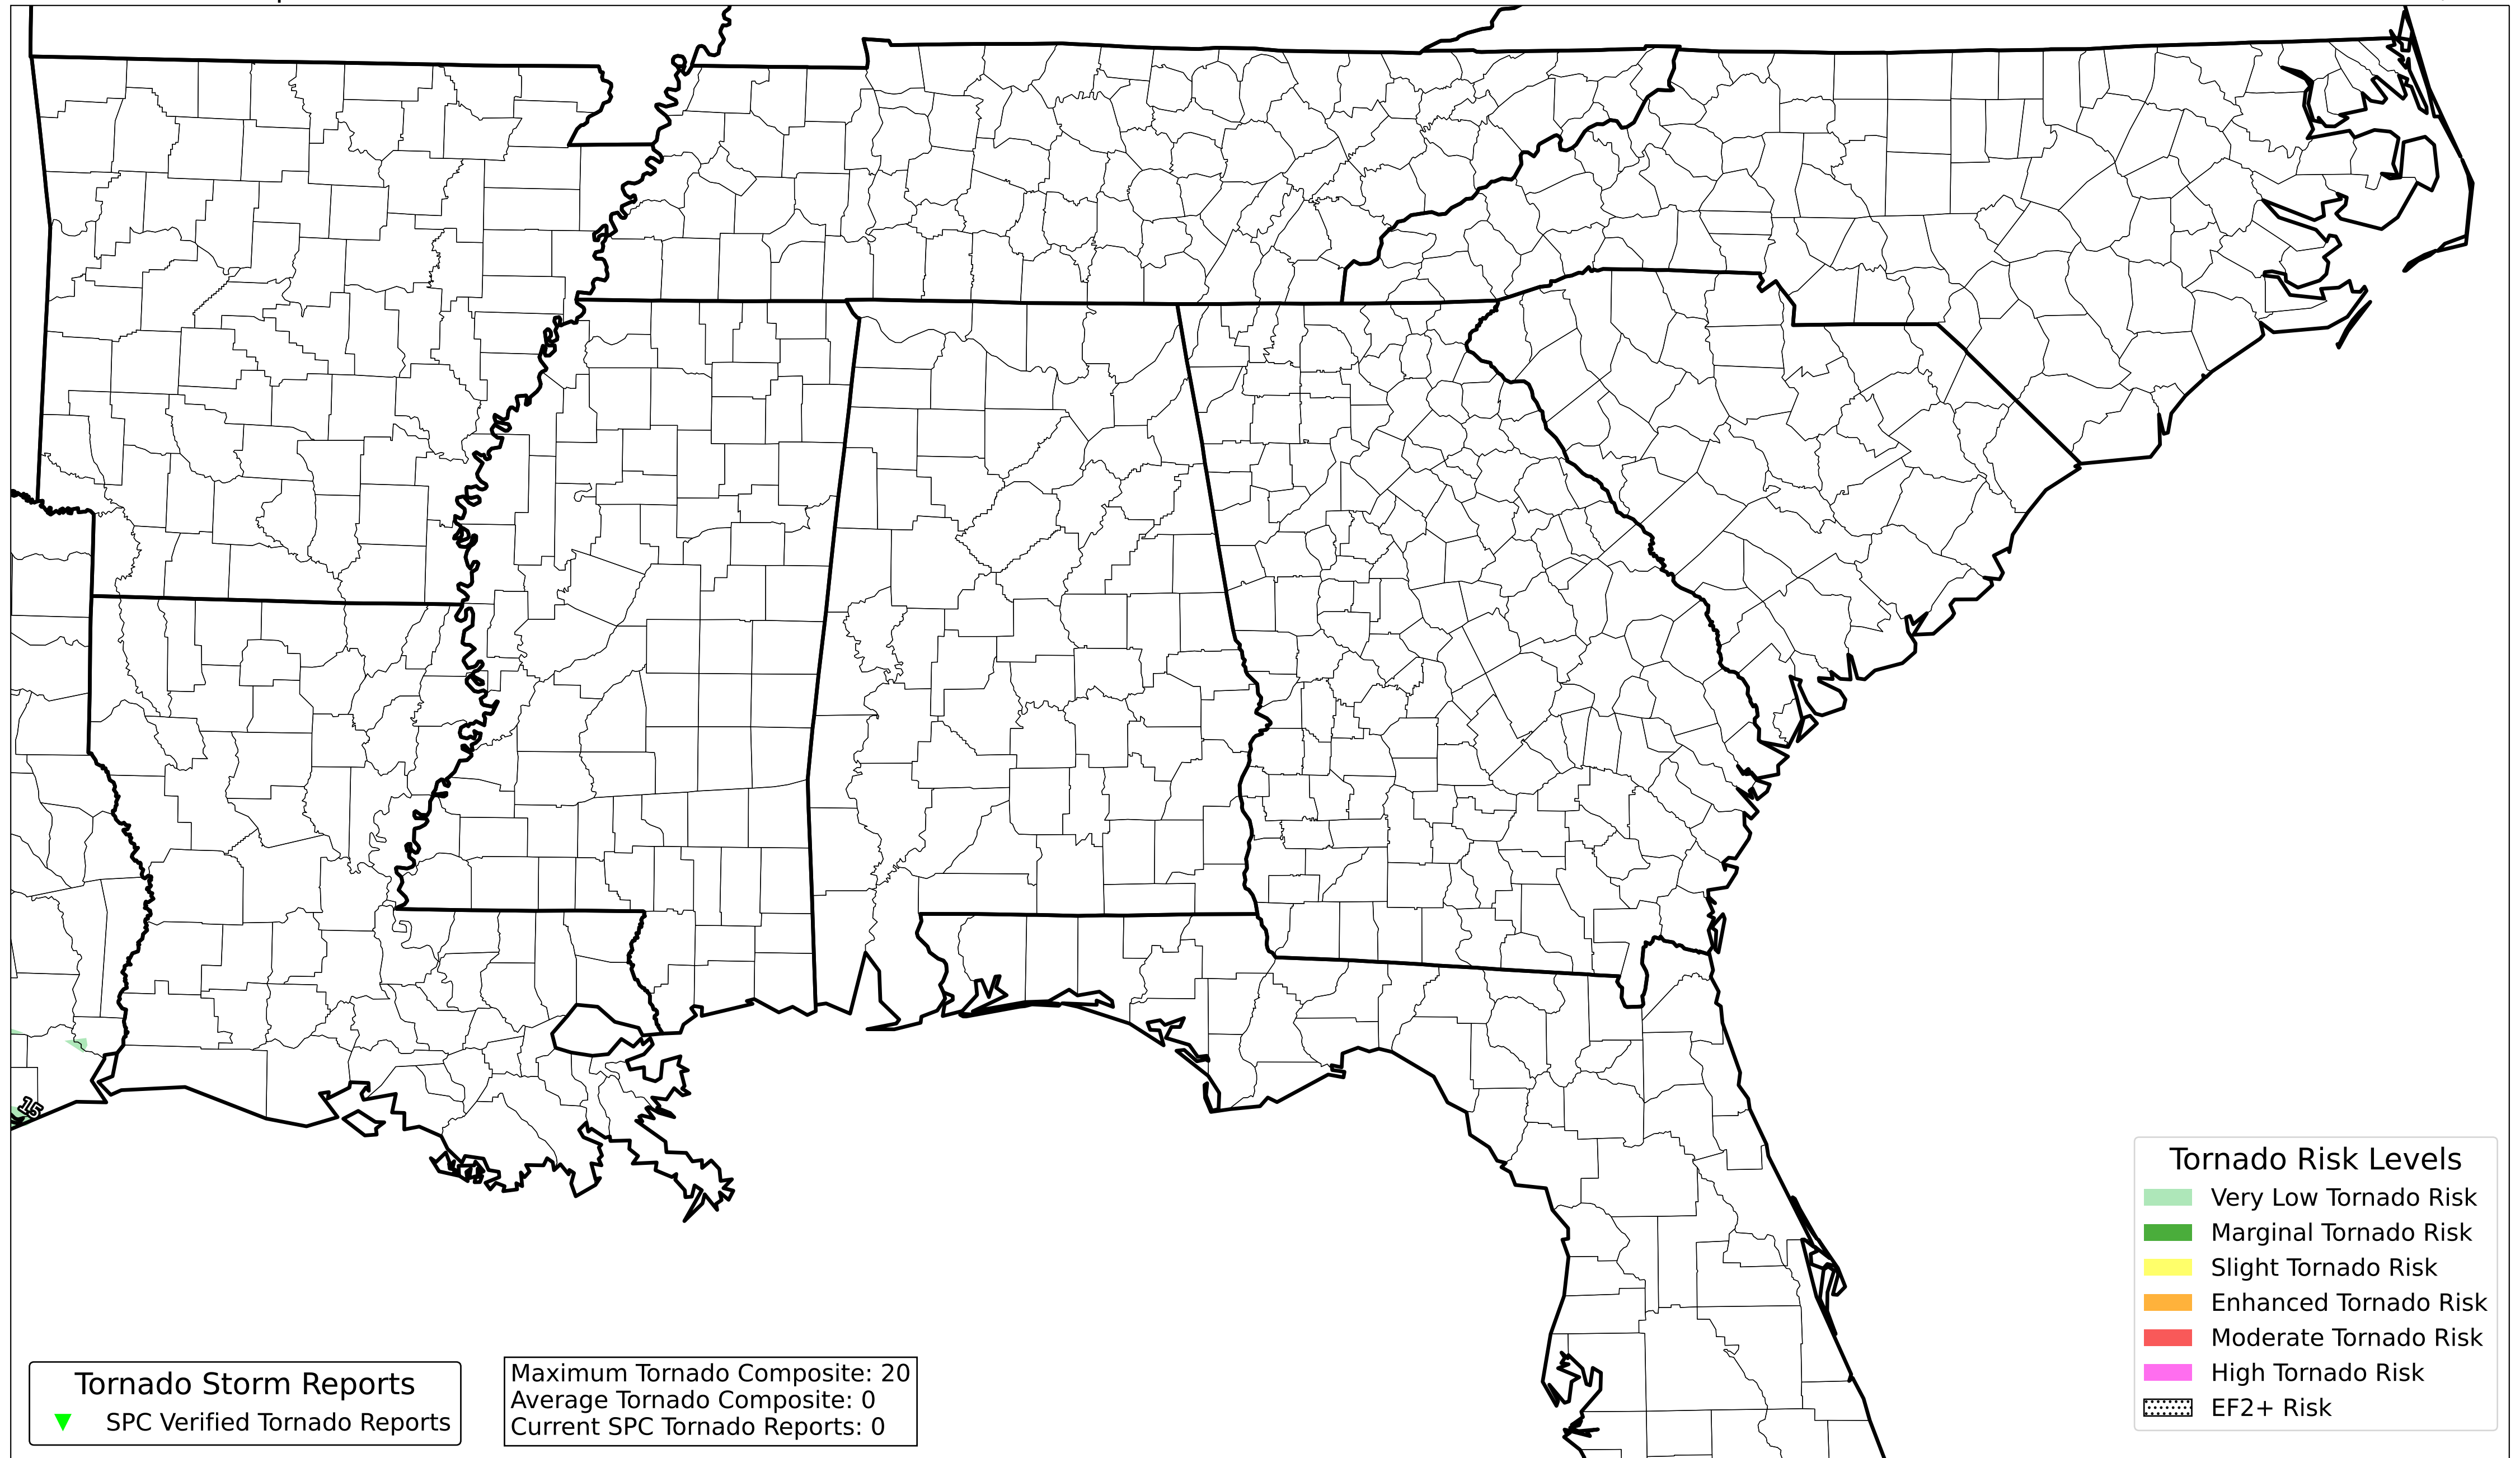 15
Tornado Risk Levels
Very Low Tornado Risk
Marginal Tornado Risk
Slight Tornado Risk
Enhanced Tornado Risk
Moderate Tornado Risk
High Tornado Risk
EF2+ Risk
Tornado Storm Reports
SPC Verified Tornado Reports
Maximum Tornado Composite: 20
Average Tornado Composite: 0
Current SPC Tornado Reports: 0